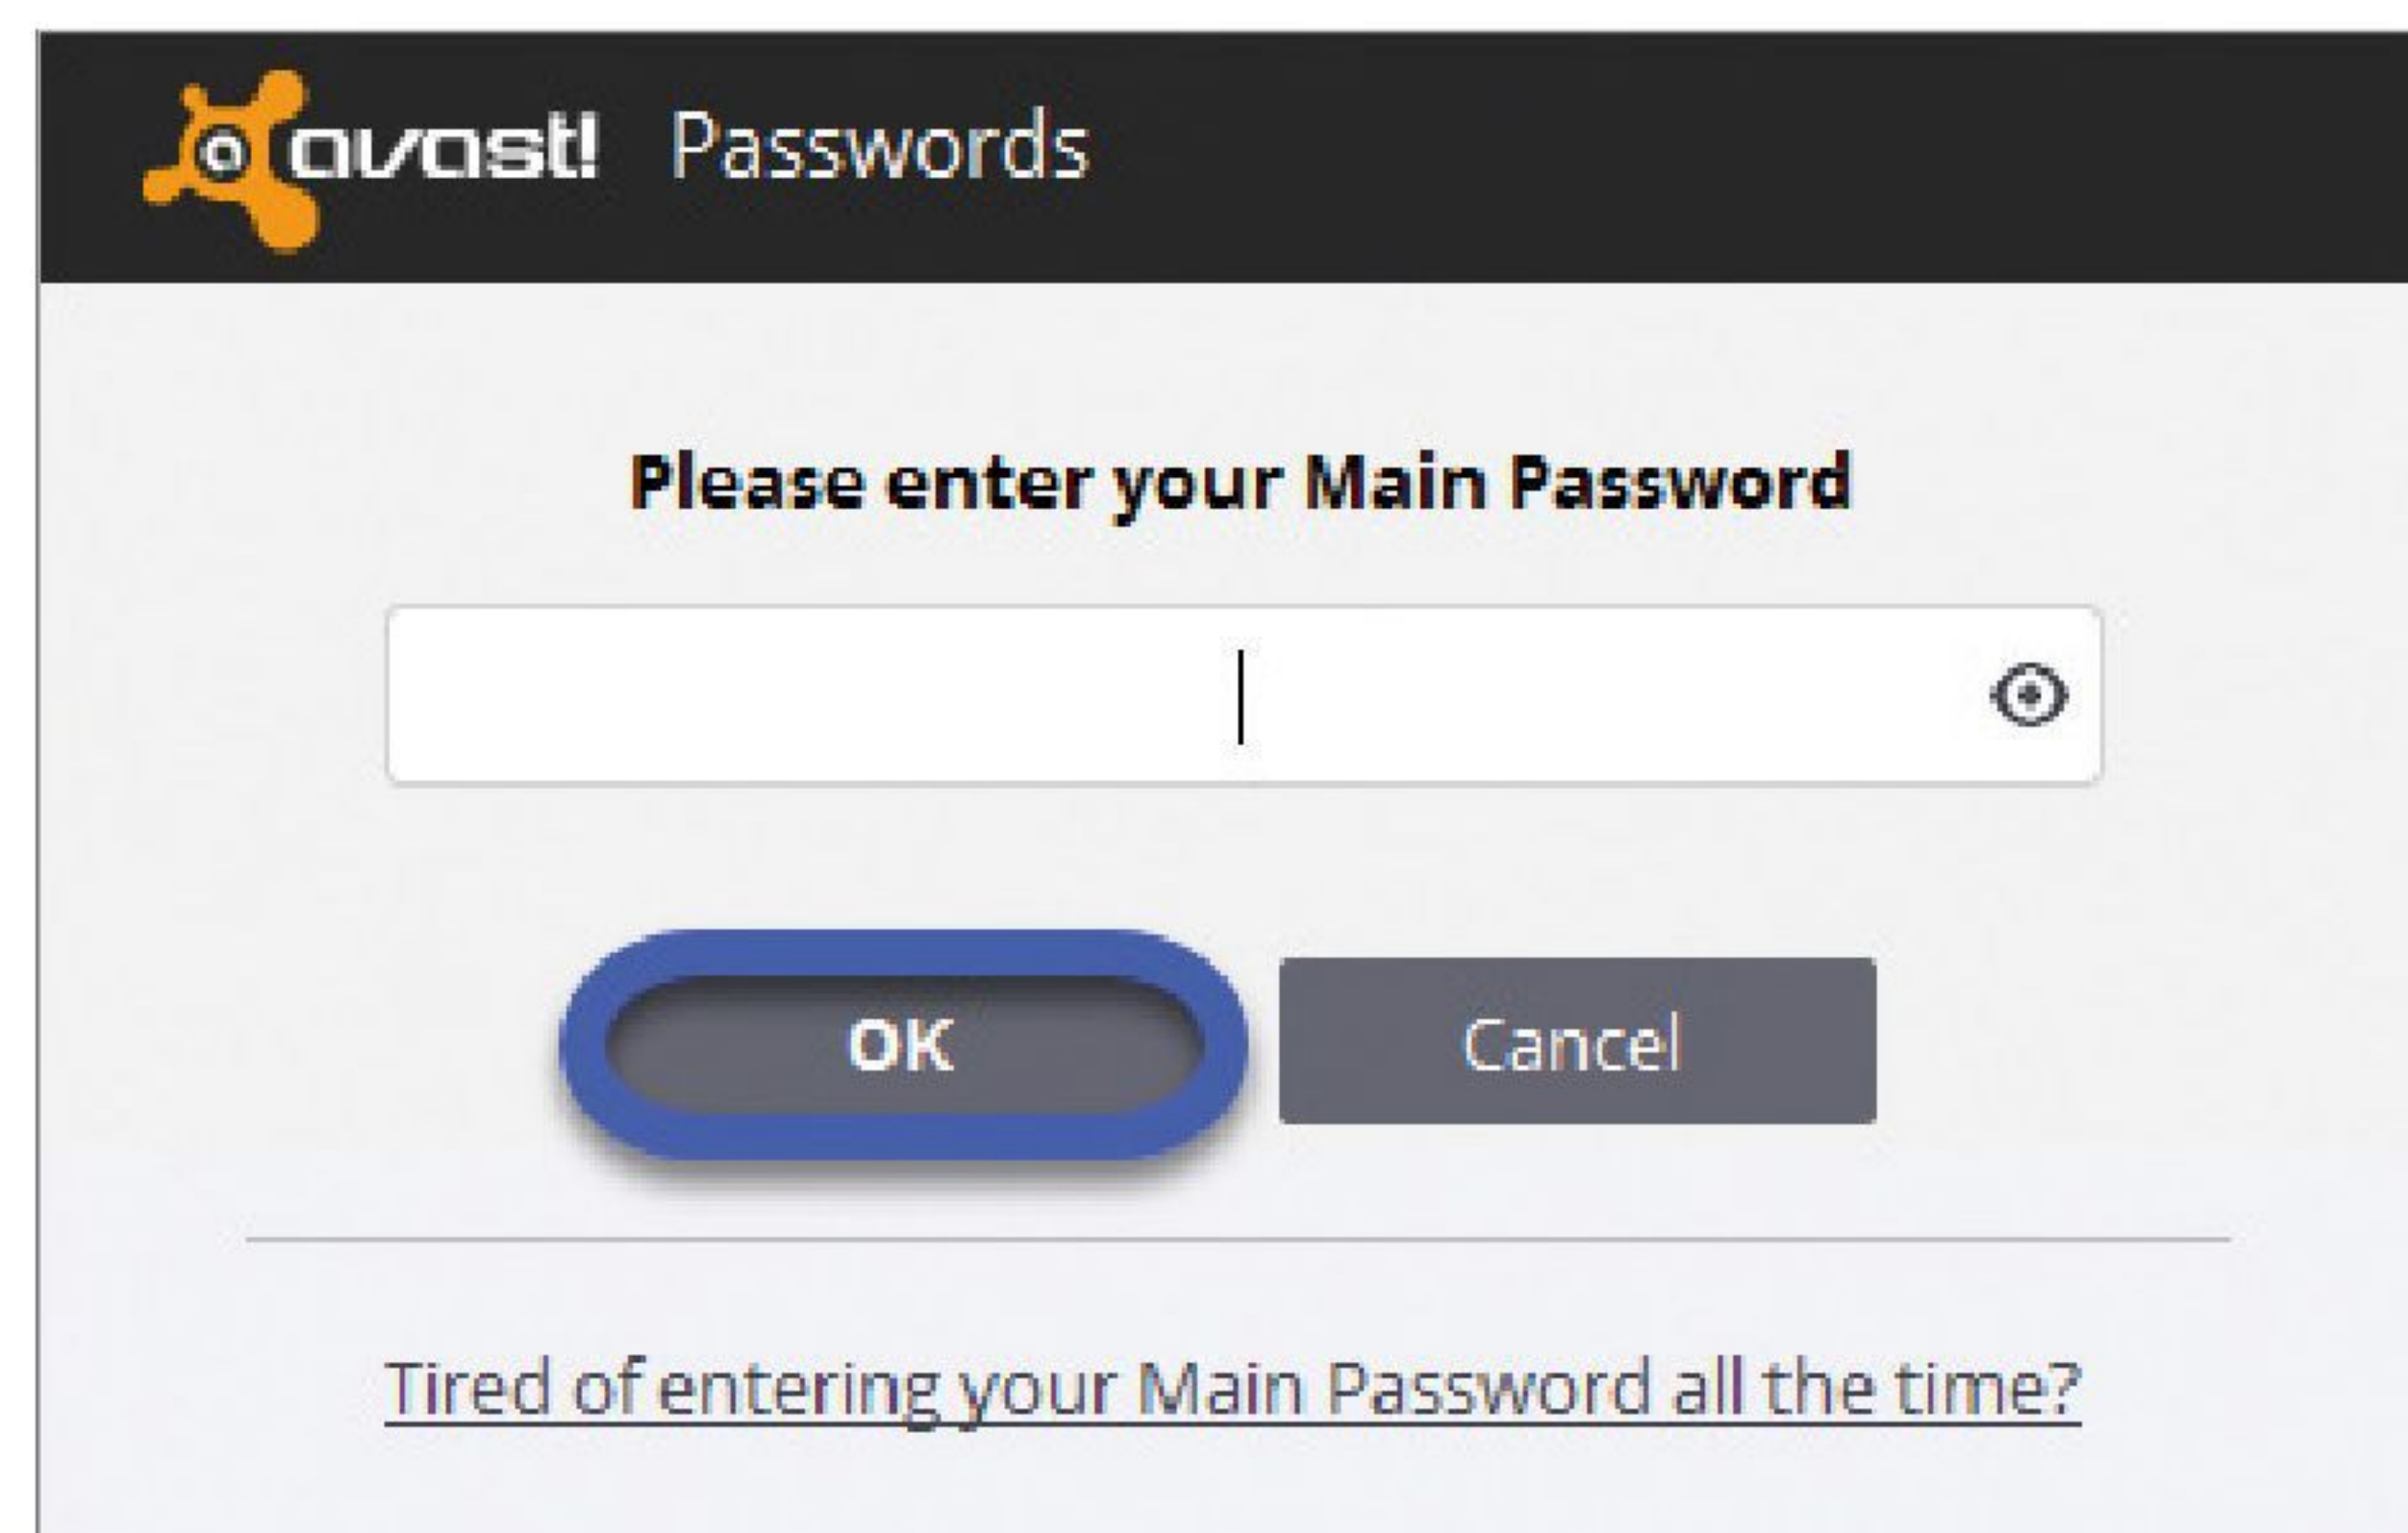 avast! Passwords
Please enter your Main Password
OK Cancel
Tired of entering your Main Password all the time?